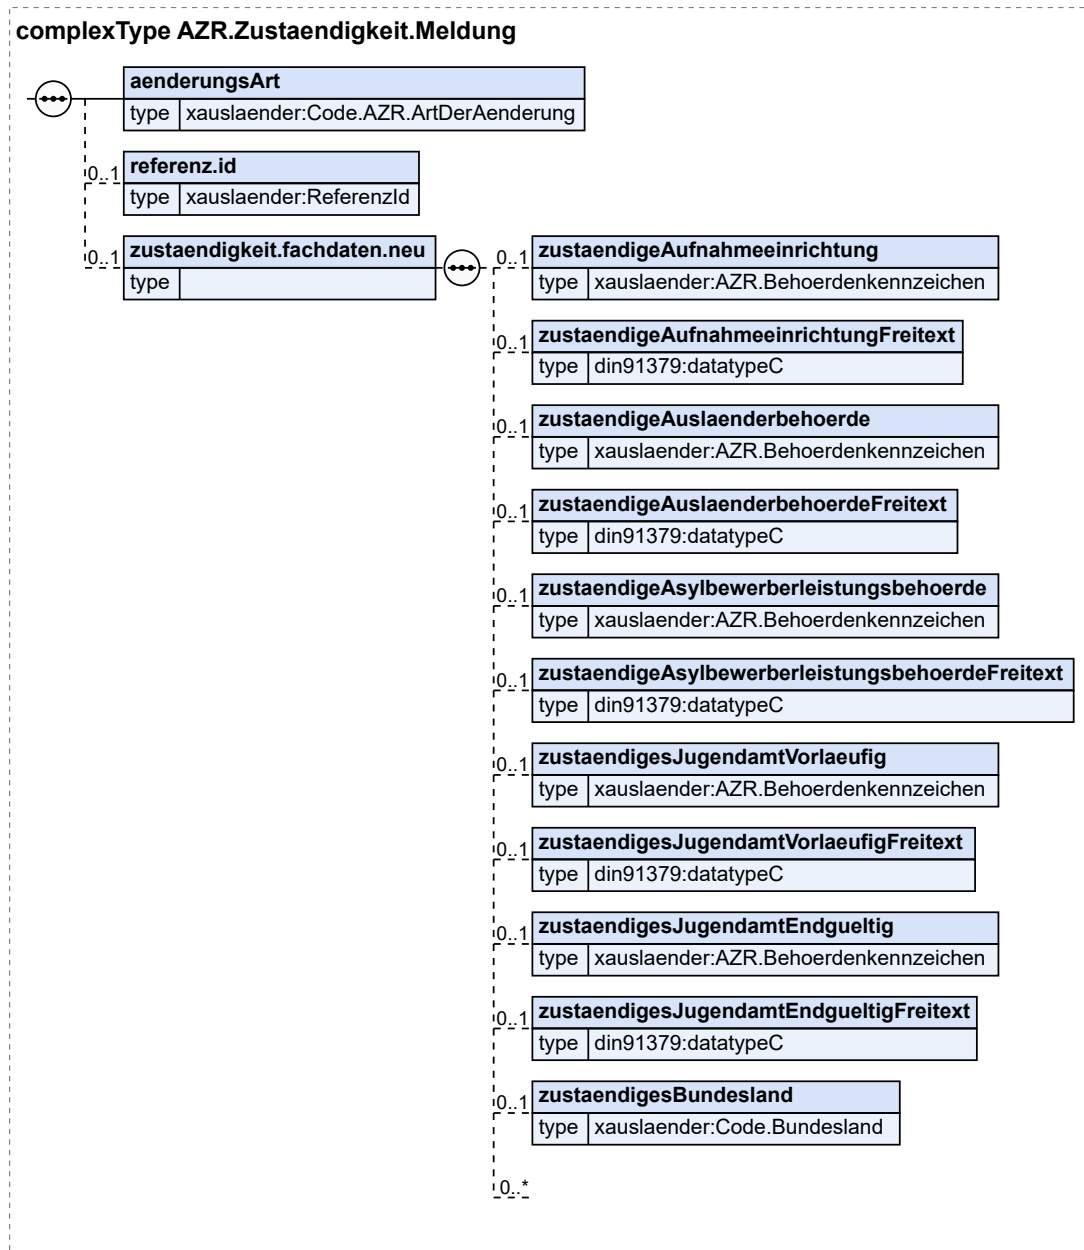 complexType AZR.Zustaendigkeit.Meldung
aenderungsArt
type xauslaender:Code.AZR.ArtDerAenderung
0..1 referenz.id
type xauslaender:ReferenzId
0..1 zustaendigkeit.fachdaten.neu
type
0..1 zustaendigeAufnahmeeinrichtung
type xauslaender:AZR.Behoerdenkennzeichen
0..1 zustaendigeAufnahmeeinrichtungFreitext
type din91379:datatypeC
0..1 zustaendigeAuslaenderbehoerde
type xauslaender:AZR.Behoerdenkennzeichen
0..1 zustaendigeAuslaenderbehoerdeFreitext
type din91379:datatypeC
0..1 zustaendigeAsylbewerberleistungsbehoerde
type xauslaender:AZR.Behoerdenkennzeichen
0..1 zustaendigeAsylbewerberleistungsbehoerdeFreitext
type din91379:datatypeC
0..1 zustaendigesJugendamtVorlaeufig
type xauslaender:AZR.Behoerdenkennzeichen
0..1 zustaendigesJugendamtVorlaeufigFreitext
type din91379:datatypeC
0..1 zustaendigesJugendamtEndgueltig
type xauslaender:AZR.Behoerdenkennzeichen
0..1 zustaendigesJugendamtEndgueltigFreitext
type din91379:datatypeC
0..1 zustaendigesBundesland
type xauslaender:Code.Bundesland
0..*